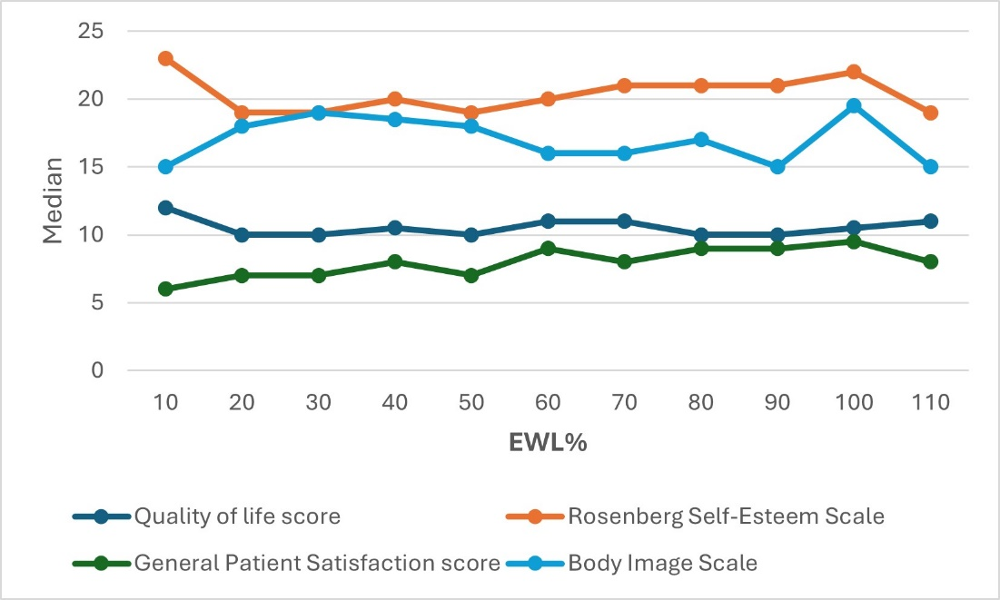 25
20
15
10
5
0
Median
10 20 30 40 50 60 70 80 90 100 110
EWL%
Quality of life score
Rosenberg Self-Esteem Scale
General Patient Satisfaction score
Body Image Scale